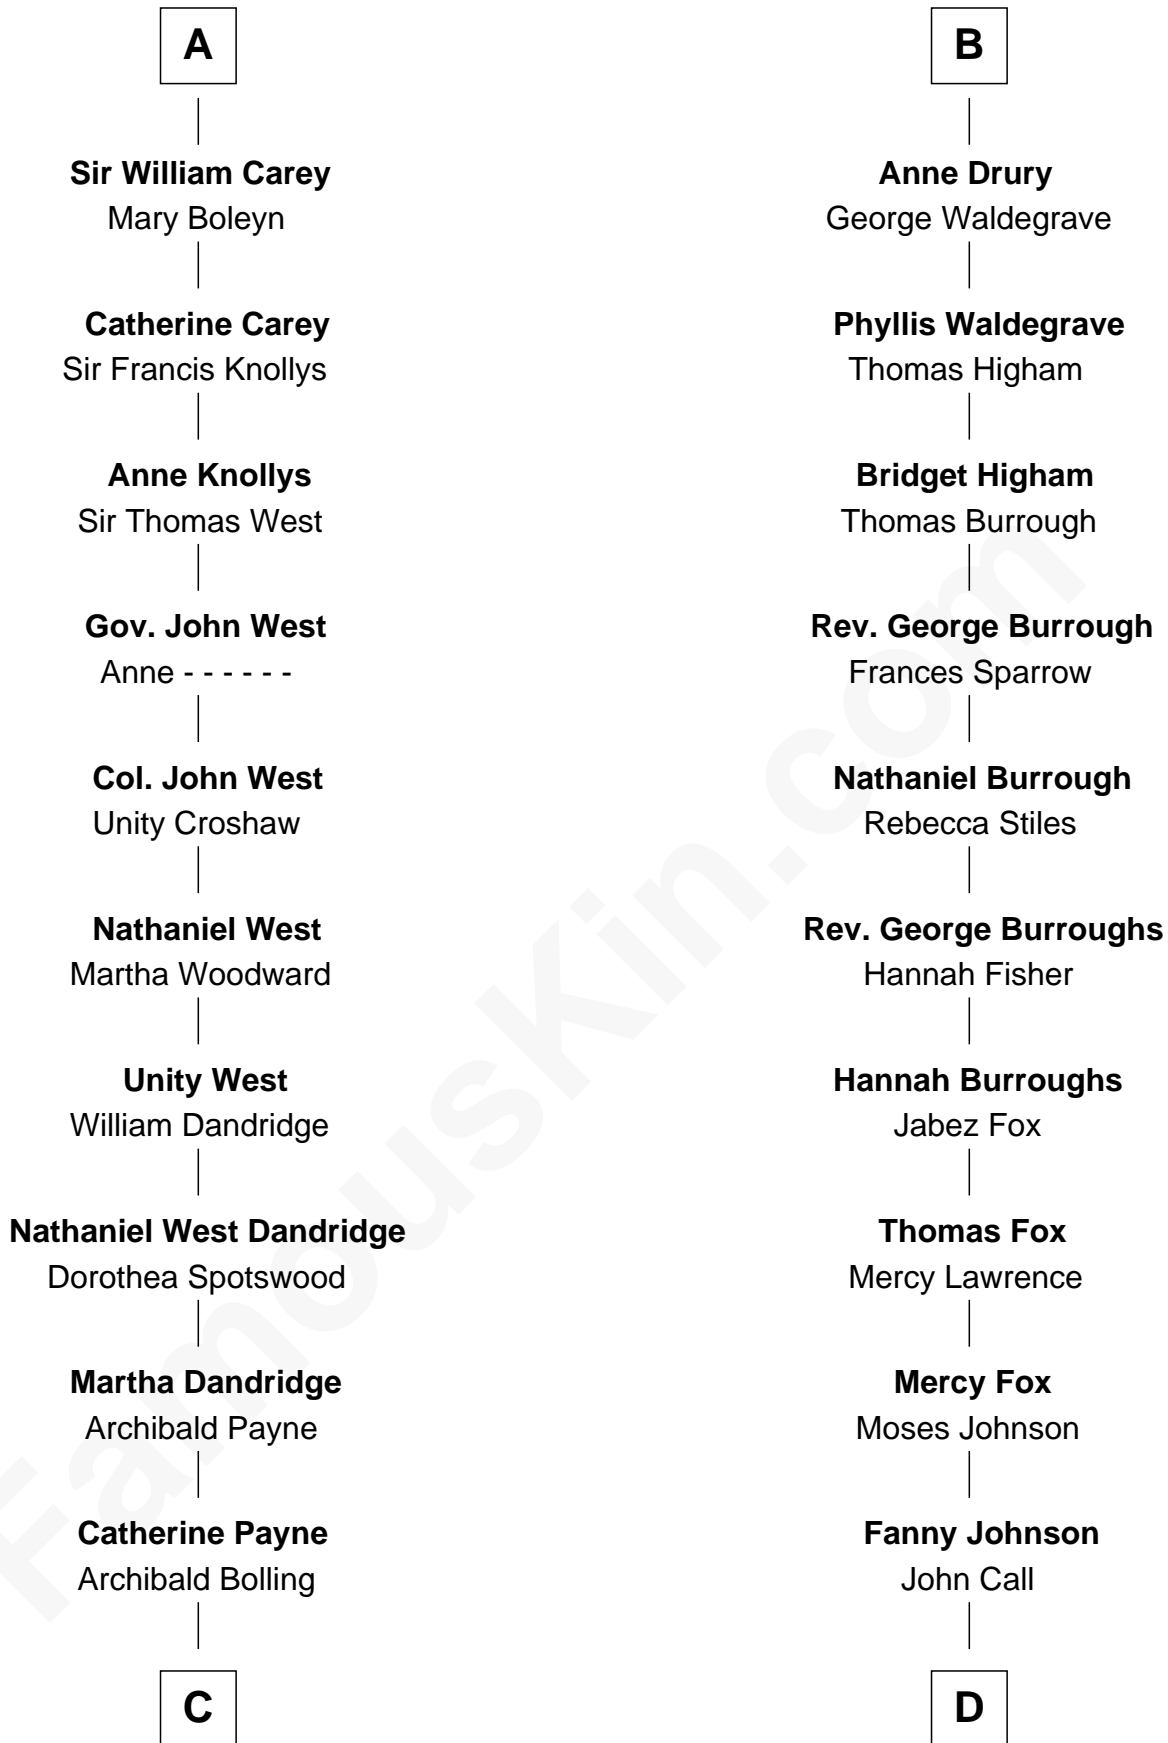 A
Sir William Carey
Mary Boleyn
Catherine Carey
Sir Francis Knollys
Anne Knollys
Sir Thomas West
Gov. John West
Anne - - - - - -
Col. John West
Unity Croshaw
Nathaniel West
Martha Woodward
Unity West
William Dandridge
Nathaniel West Dandridge
Dorothea Spotswood
Martha Dandridge
Archibald Payne
Catherine Payne
Archibald Bolling
C
B
Anne Drury
George Waldegrave
Phyllis Waldegrave
Thomas Higham
Bridget Higham
Thomas Burrough
Rev. George Burrough
Frances Sparrow
Nathaniel Burrough
Rebecca Stiles
Rev. George Burroughs
Hannah Fisher
Hannah Burroughs
Jabez Fox
Thomas Fox
Mercy Lawrence
Mercy Fox
Moses Johnson
Fanny Johnson
John Call
D
FamousKin.com